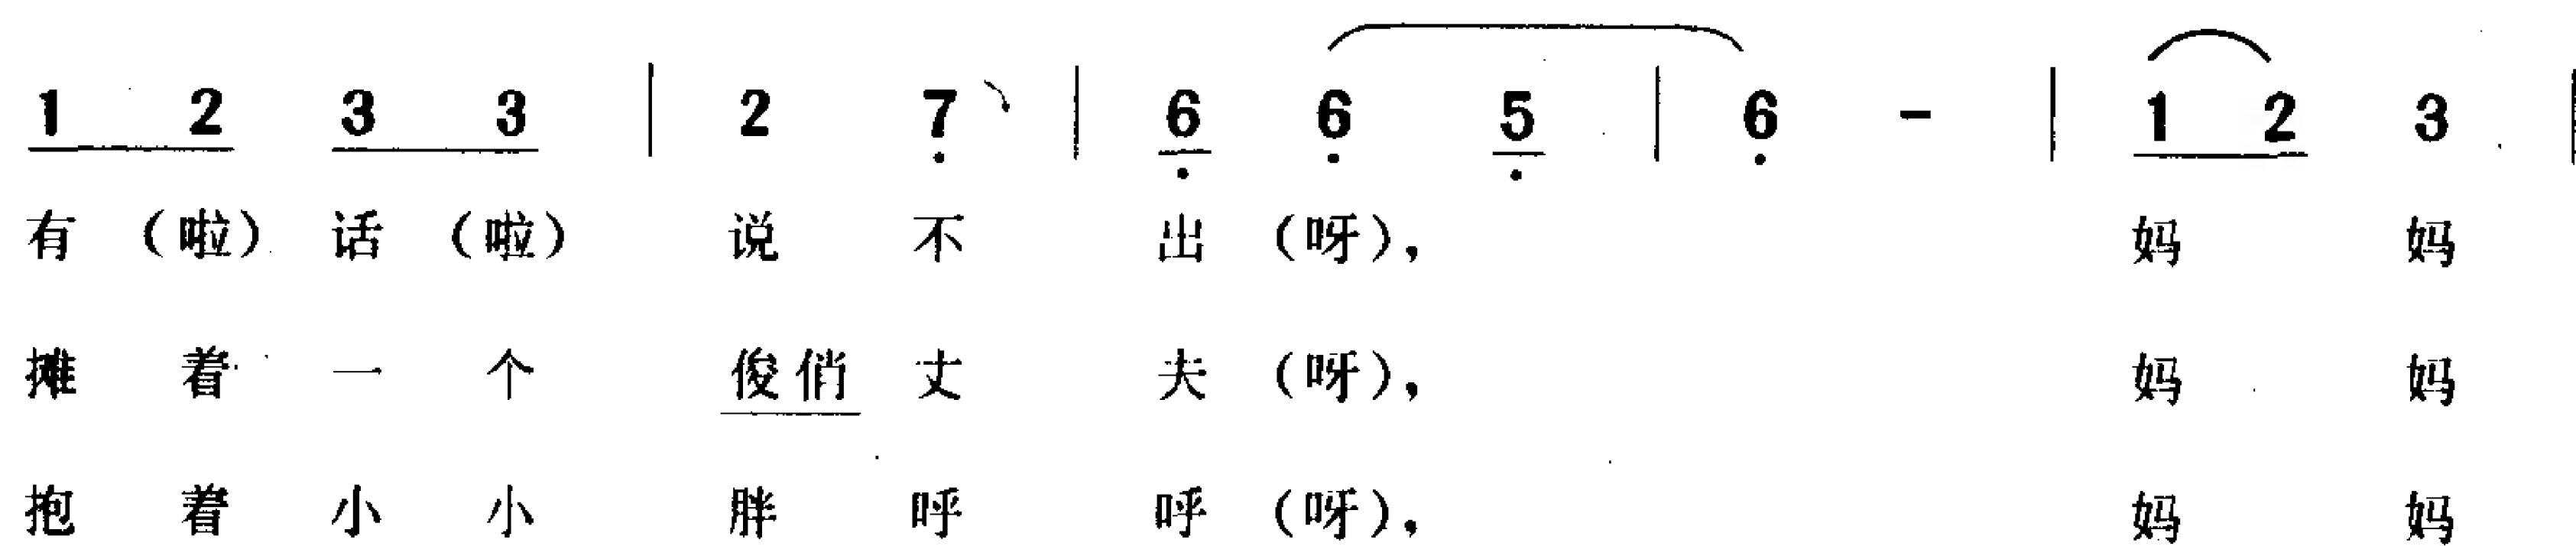 1 2 3 3 | 2 7 | 6 6 5 | 6 - | 1 2 3 |
有 (啦) 话 (啦) 说 不 出 (呀), 妈 妈
摊 着 一 个 俊俏 丈 夫 (呀), 妈 妈
抱 着 小 小 胖 呼 呼 (呀), 妈 妈